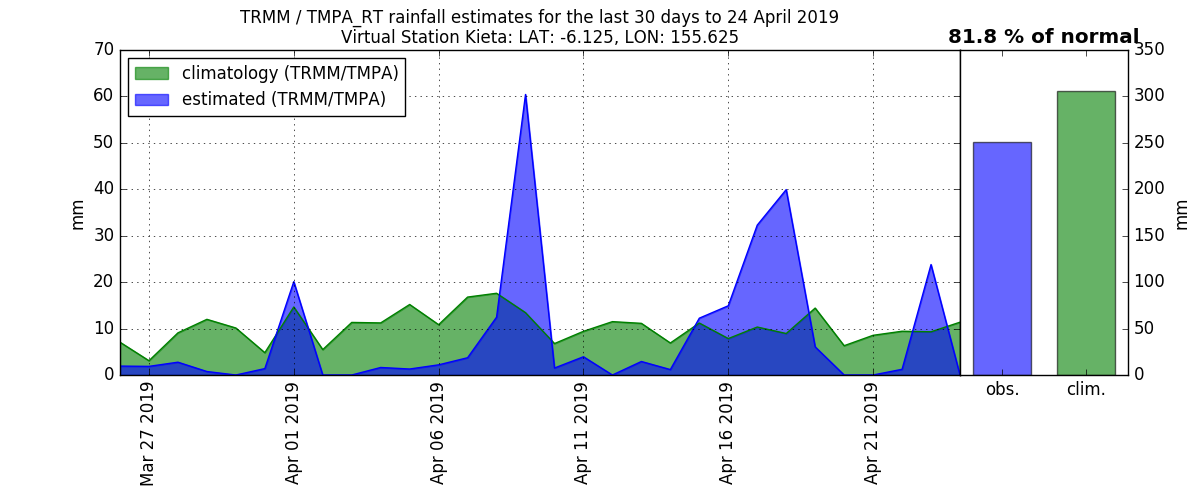 TRMM / TMPA_RT rainfall estimates for the last 30 days to 24 April 2019
Virtual Station Kieta: LAT: -6.125, LON: 155.625
81.8 % of normal
climatology (TRMM/TMPA)
estimated (TRMM/TMPA)
mm
70
60
50
40
30
20
10
0
Mar 27 2019
Apr 01 2019
Apr 06 2019
Apr 11 2019
Apr 16 2019
Apr 21 2019
obs.
clim.
350
300
250
200
150
100
50
0
mm